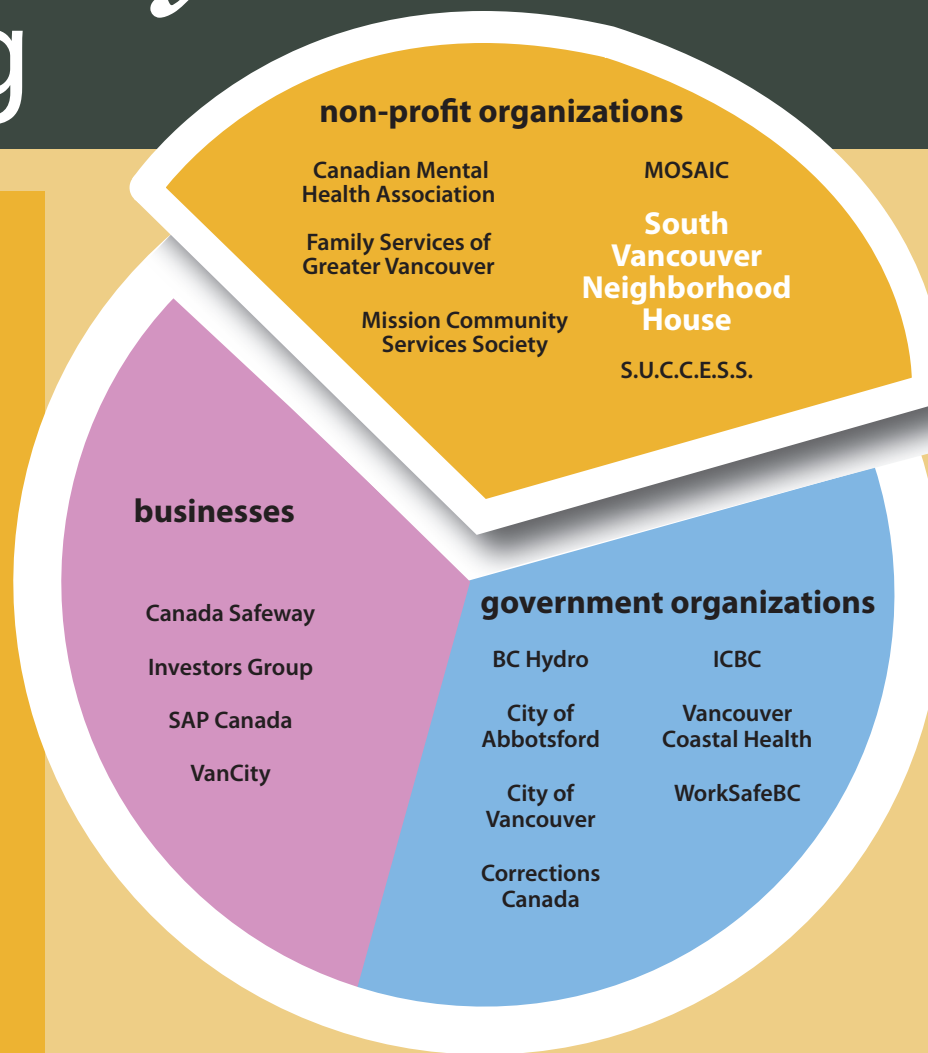 g
non-profit organizations
Canadian Mental
Health Association
Family Services of
Greater Vancouver
Mission Community
Services Society
MOSAIC
South
Vancouver
Neighborhood
House
S.U.C.C.E.S.S.
businesses
Canada Safeway
Investors Group
SAP Canada
VanCity
government organizations
BC Hydro
City of
Abbotsford
City of
Vancouver
Corrections
Canada
ICBC
Vancouver
Coastal Health
WorkSafeBC